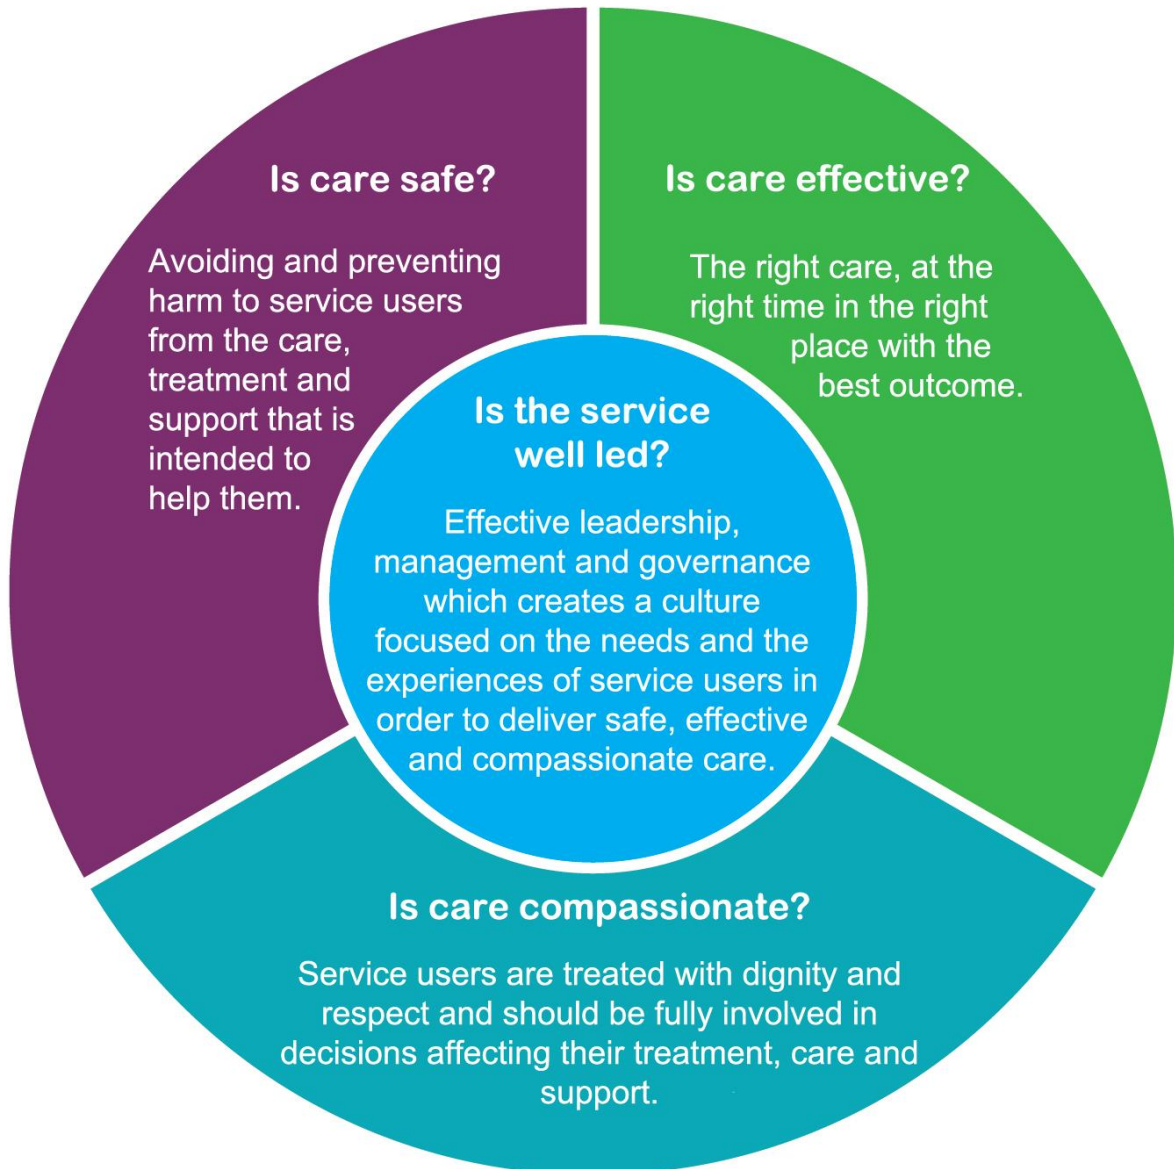 Is care safe?
Avoiding and preventing
harm to service users
from the care,
treatment and
support that is
intended to
help them.
Is care effective?
The right care, at the
right time in the right
place with the
best outcome.
Is the service
well led?
Effective leadership,
management and governance
which creates a culture
focused on the needs and the
experiences of service users in
order to deliver safe, effective
and compassionate care.
Is care compassionate?
Service users are treated with dignity and
respect and should be fully involved in
decisions affecting their treatment, care and
support.